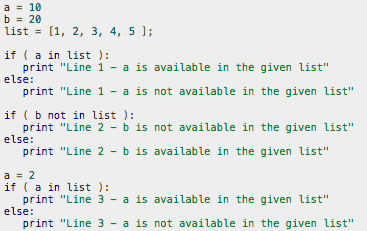 a = 10
b = 20
list = [1, 2, 3, 4, 5 ];
if ( a in list ):
print "Line 1 - a is available in the given list"
else:
print "Line 1 - a is not available in the given list"
if ( b not in list ):
print "Line 2 - b is not available in the given list"
else:
print "Line 2 - b is available in the given list"
a = 2
if ( a in list ):
print "Line 3 - a is available in the given list"
else:
print "Line 3 - a is not available in the given list"